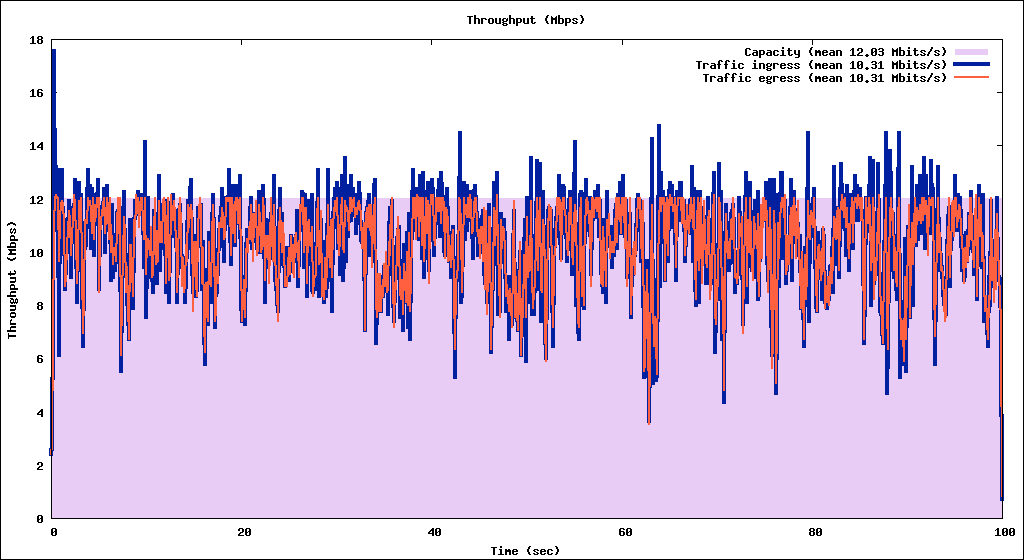 Throughput (Mbps)
Capacity (mean 12.03 Mbits/s)
Traffic ingress (mean 10.31 Mbits/s)
Traffic egress (mean 10.31 Mbits/s)
Throughput (Mbps)
18
16
14
12
10
8
6
4
2
0
0 20 40 60 80 100
Time (sec)